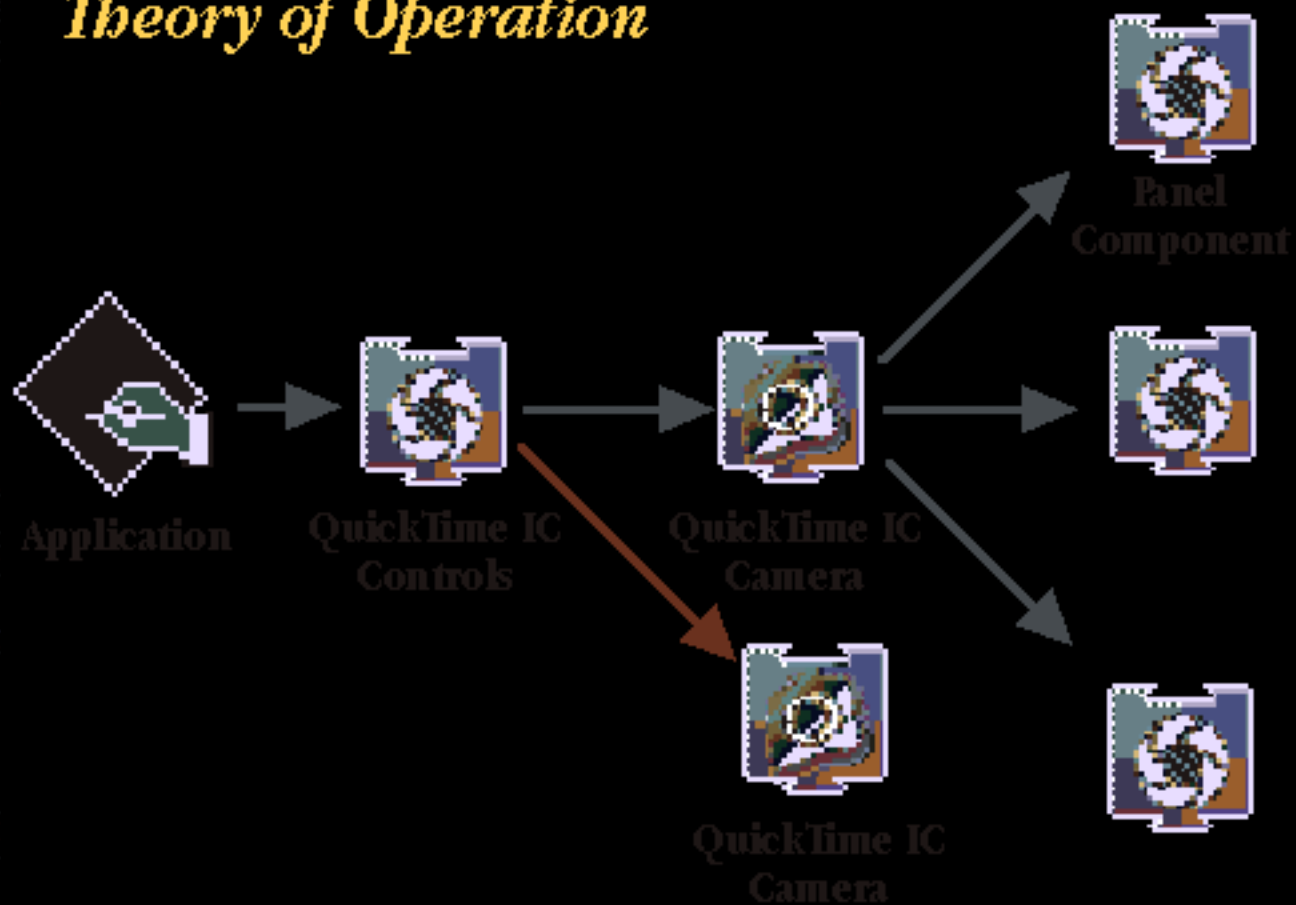 Theory of Operation
Panel
Component
Application
QuickTime IC
Controls
QuickTime IC
Camera
QuickTime IC
Camera